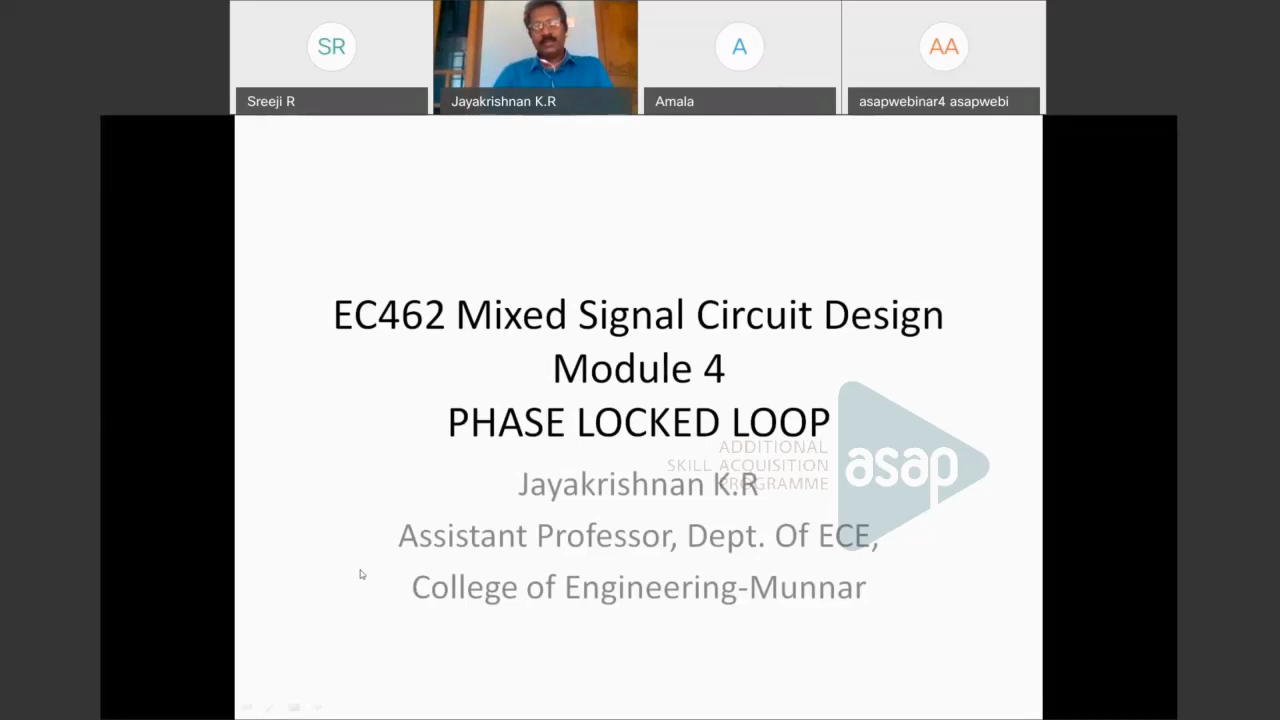 SR
A
AA
Sreeji R
Jayakrishnan K.R
Amala
asapwebinar4 asapwebi
EC462 Mixed Signal Circuit Design
Module 4
PHASE LOCKED LOOP
ADDITIONAL
SKILL ACQUISITION
PROGRAMME
asap
Jayakrishnan K.R
Assistant Professor, Dept. Of ECE,
College of Engineering-Munnar